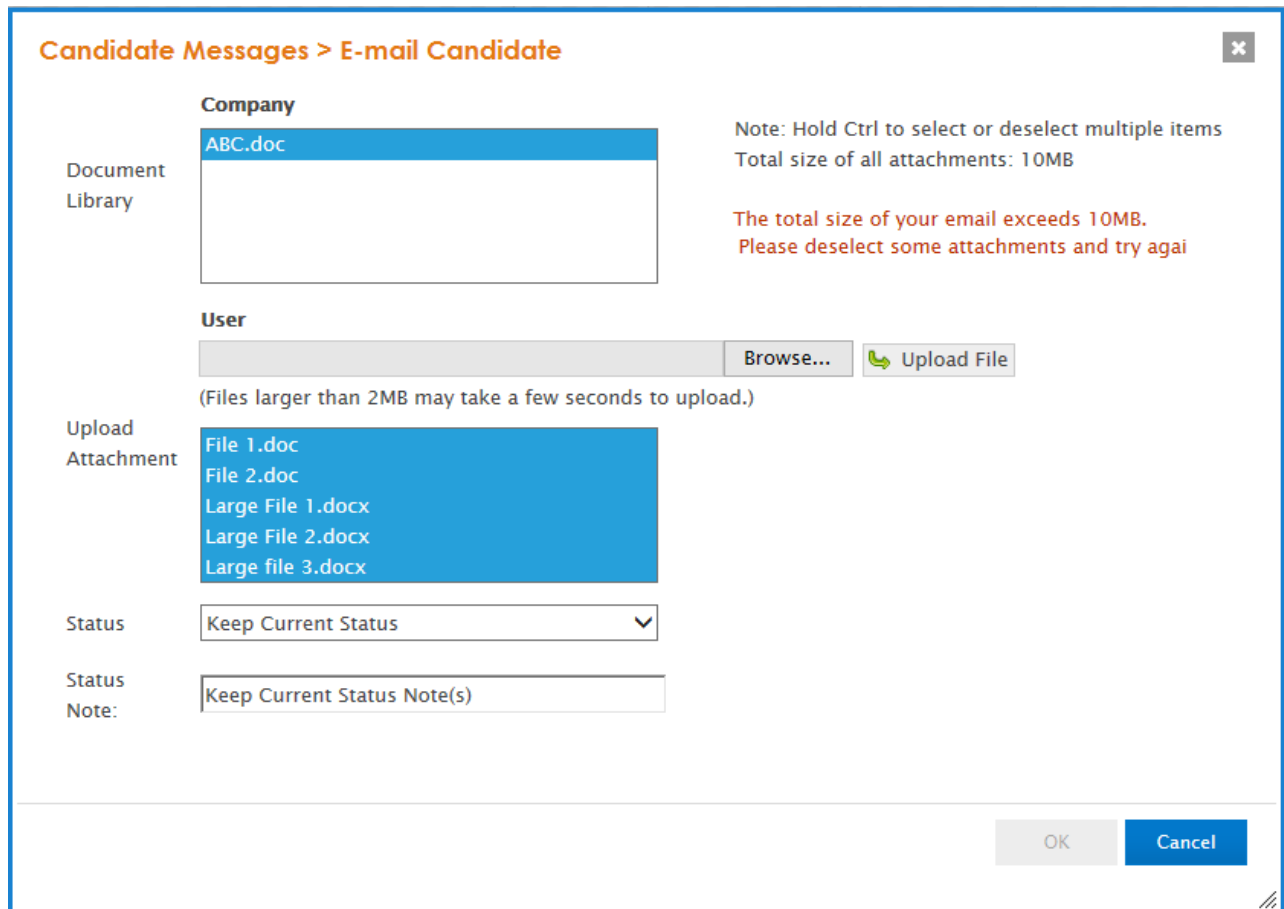 Candidate Messages > E-mail Candidate
Company
ABC.doc
Document
Library
Note: Hold Ctrl to select or deselect multiple items
Total size of all attachments: 10MB
The total size of your email exceeds 10MB.
Please deselect some attachments and try agai
User
Browse...
Upload File
(Files larger than 2MB may take a few seconds to upload.)
Upload
Attachment
File 1.doc
File 2.doc
Large File 1.docx
Large File 2.docx
Large file 3.docx
Status
Keep Current Status
Status
Note:
Keep Current Status Note(s)
OK
Cancel